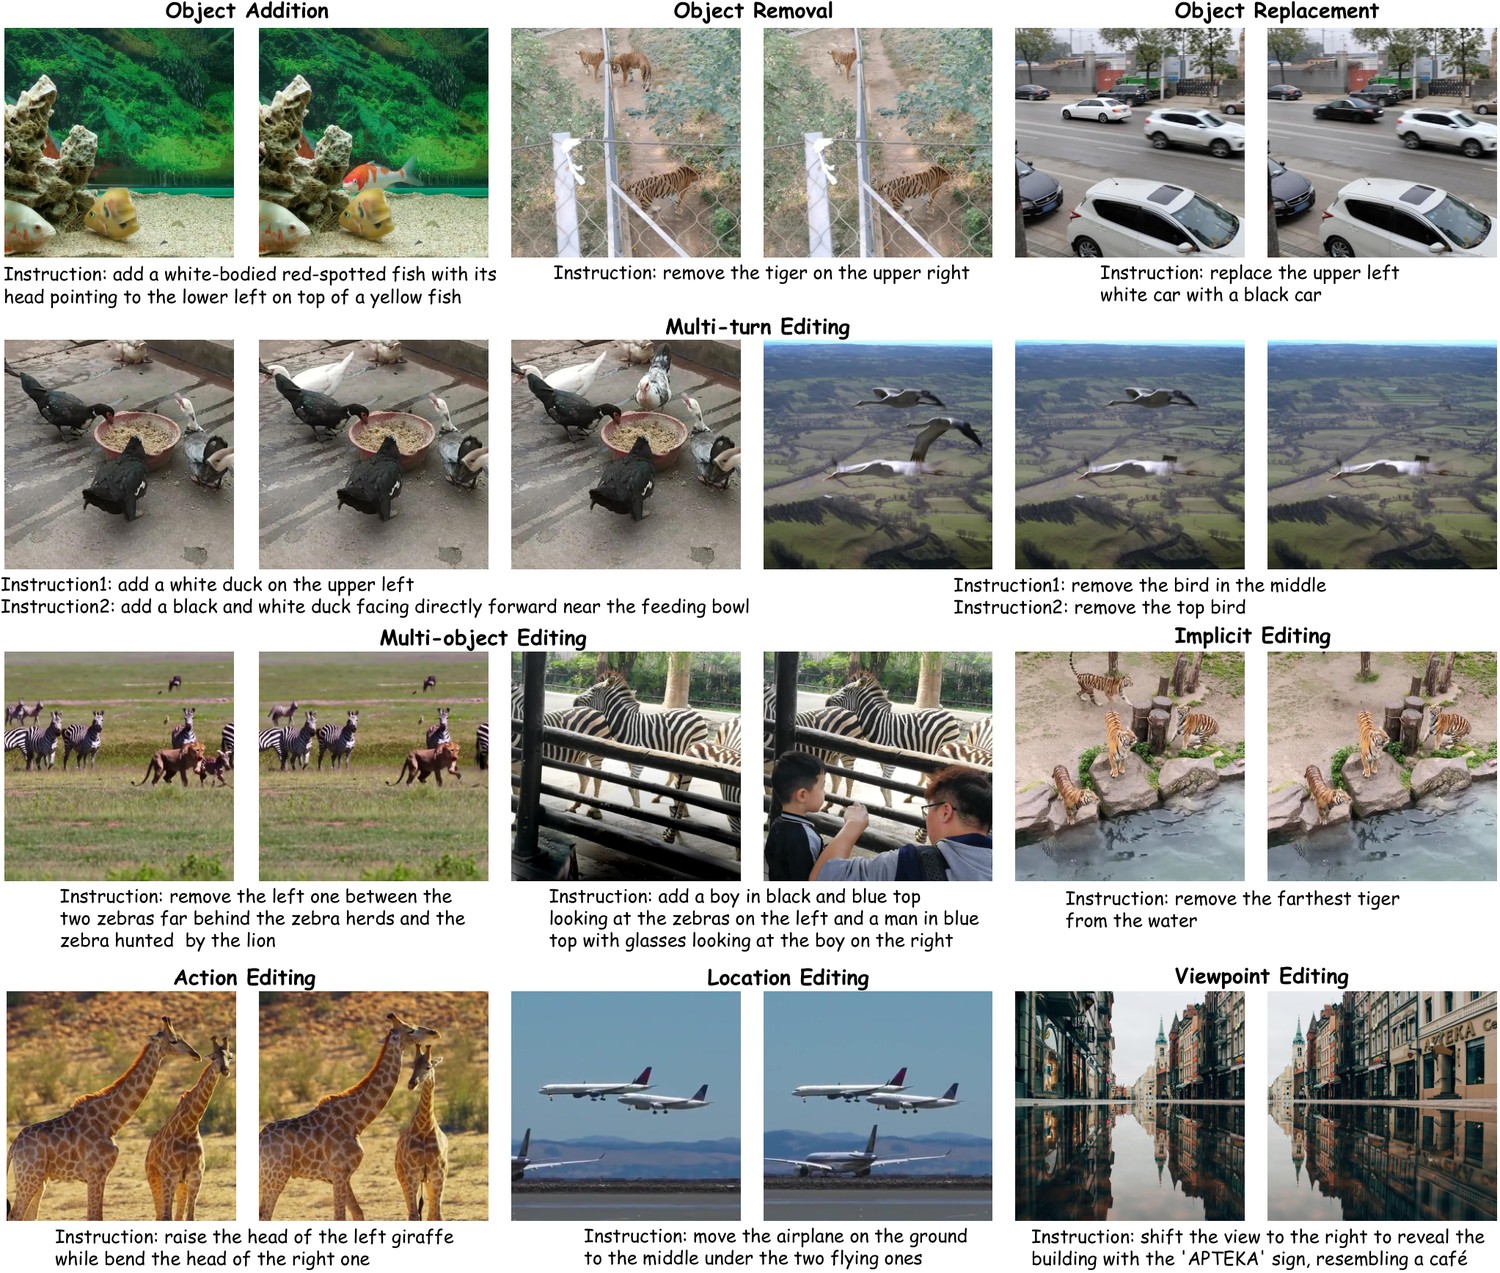 Object Addition
Object Removal
Object Replacement
Instruction: add a white-bodied red-spotted fish with its
head pointing to the lower left on top of a yellow fish
Instruction: remove the tiger on the upper right
Instruction: replace the upper left
white car with a black car
Multi-turn Editing
Instruction1: add a white duck on the upper left
Instruction2: add a black and white duck facing directly forward near the feeding bowl
Instruction1: remove the bird in the middle
Instruction2: remove the top bird
Multi-object Editing
Implicit Editing
Instruction: remove the left one between the
two zebras far behind the zebra herds and the
zebra hunted by the lion
Instruction: add a boy in black and blue top
looking at the zebras on the left and a man in blue
top with glasses looking at the boy on the right
Instruction: remove the farthest tiger
from the water
Action Editing
Location Editing
Viewpoint Editing
APTEKA Ce
Instruction: raise the head of the left giraffe
while bend the head of the right one
Instruction: move the airplane on the ground
to the middle under the two flying ones
Instruction: shift the view to the right to reveal the
building with the 'APTEKA' sign, resembling a café